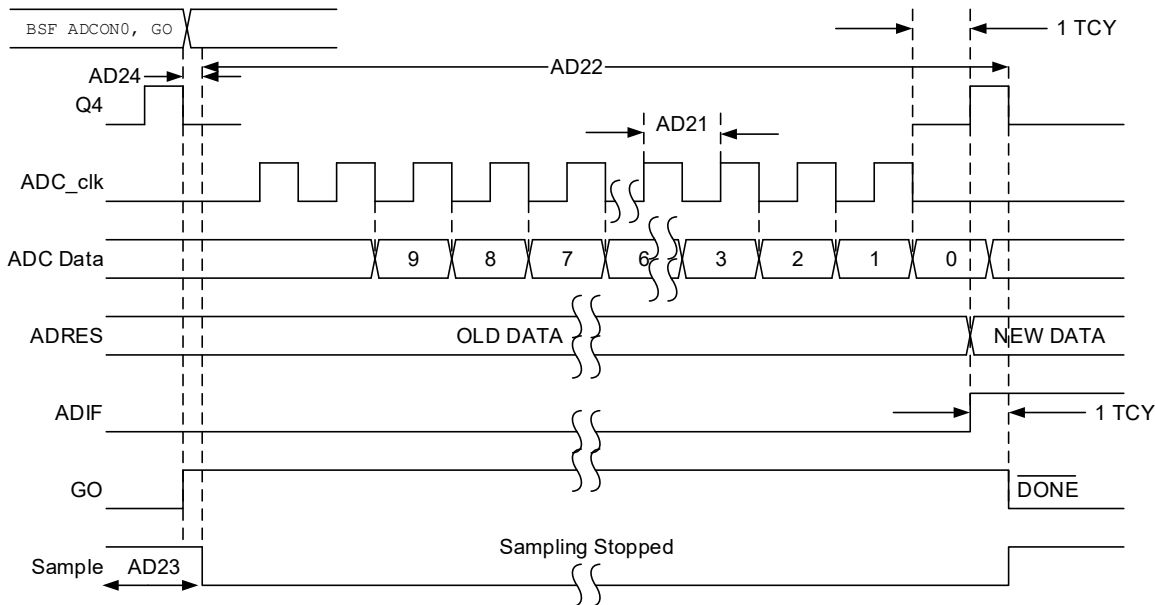 BSF ADCON0, GO
1 TCY
AD24
AD22
Q4
AD21
ADC_clk
ADC Data
9 8 7 6 3 2 1 0
ADRES
OLD DATA
NEW DATA
ADIF
1 TCY
GO
DONE
Sampling Stopped
Sample
AD23